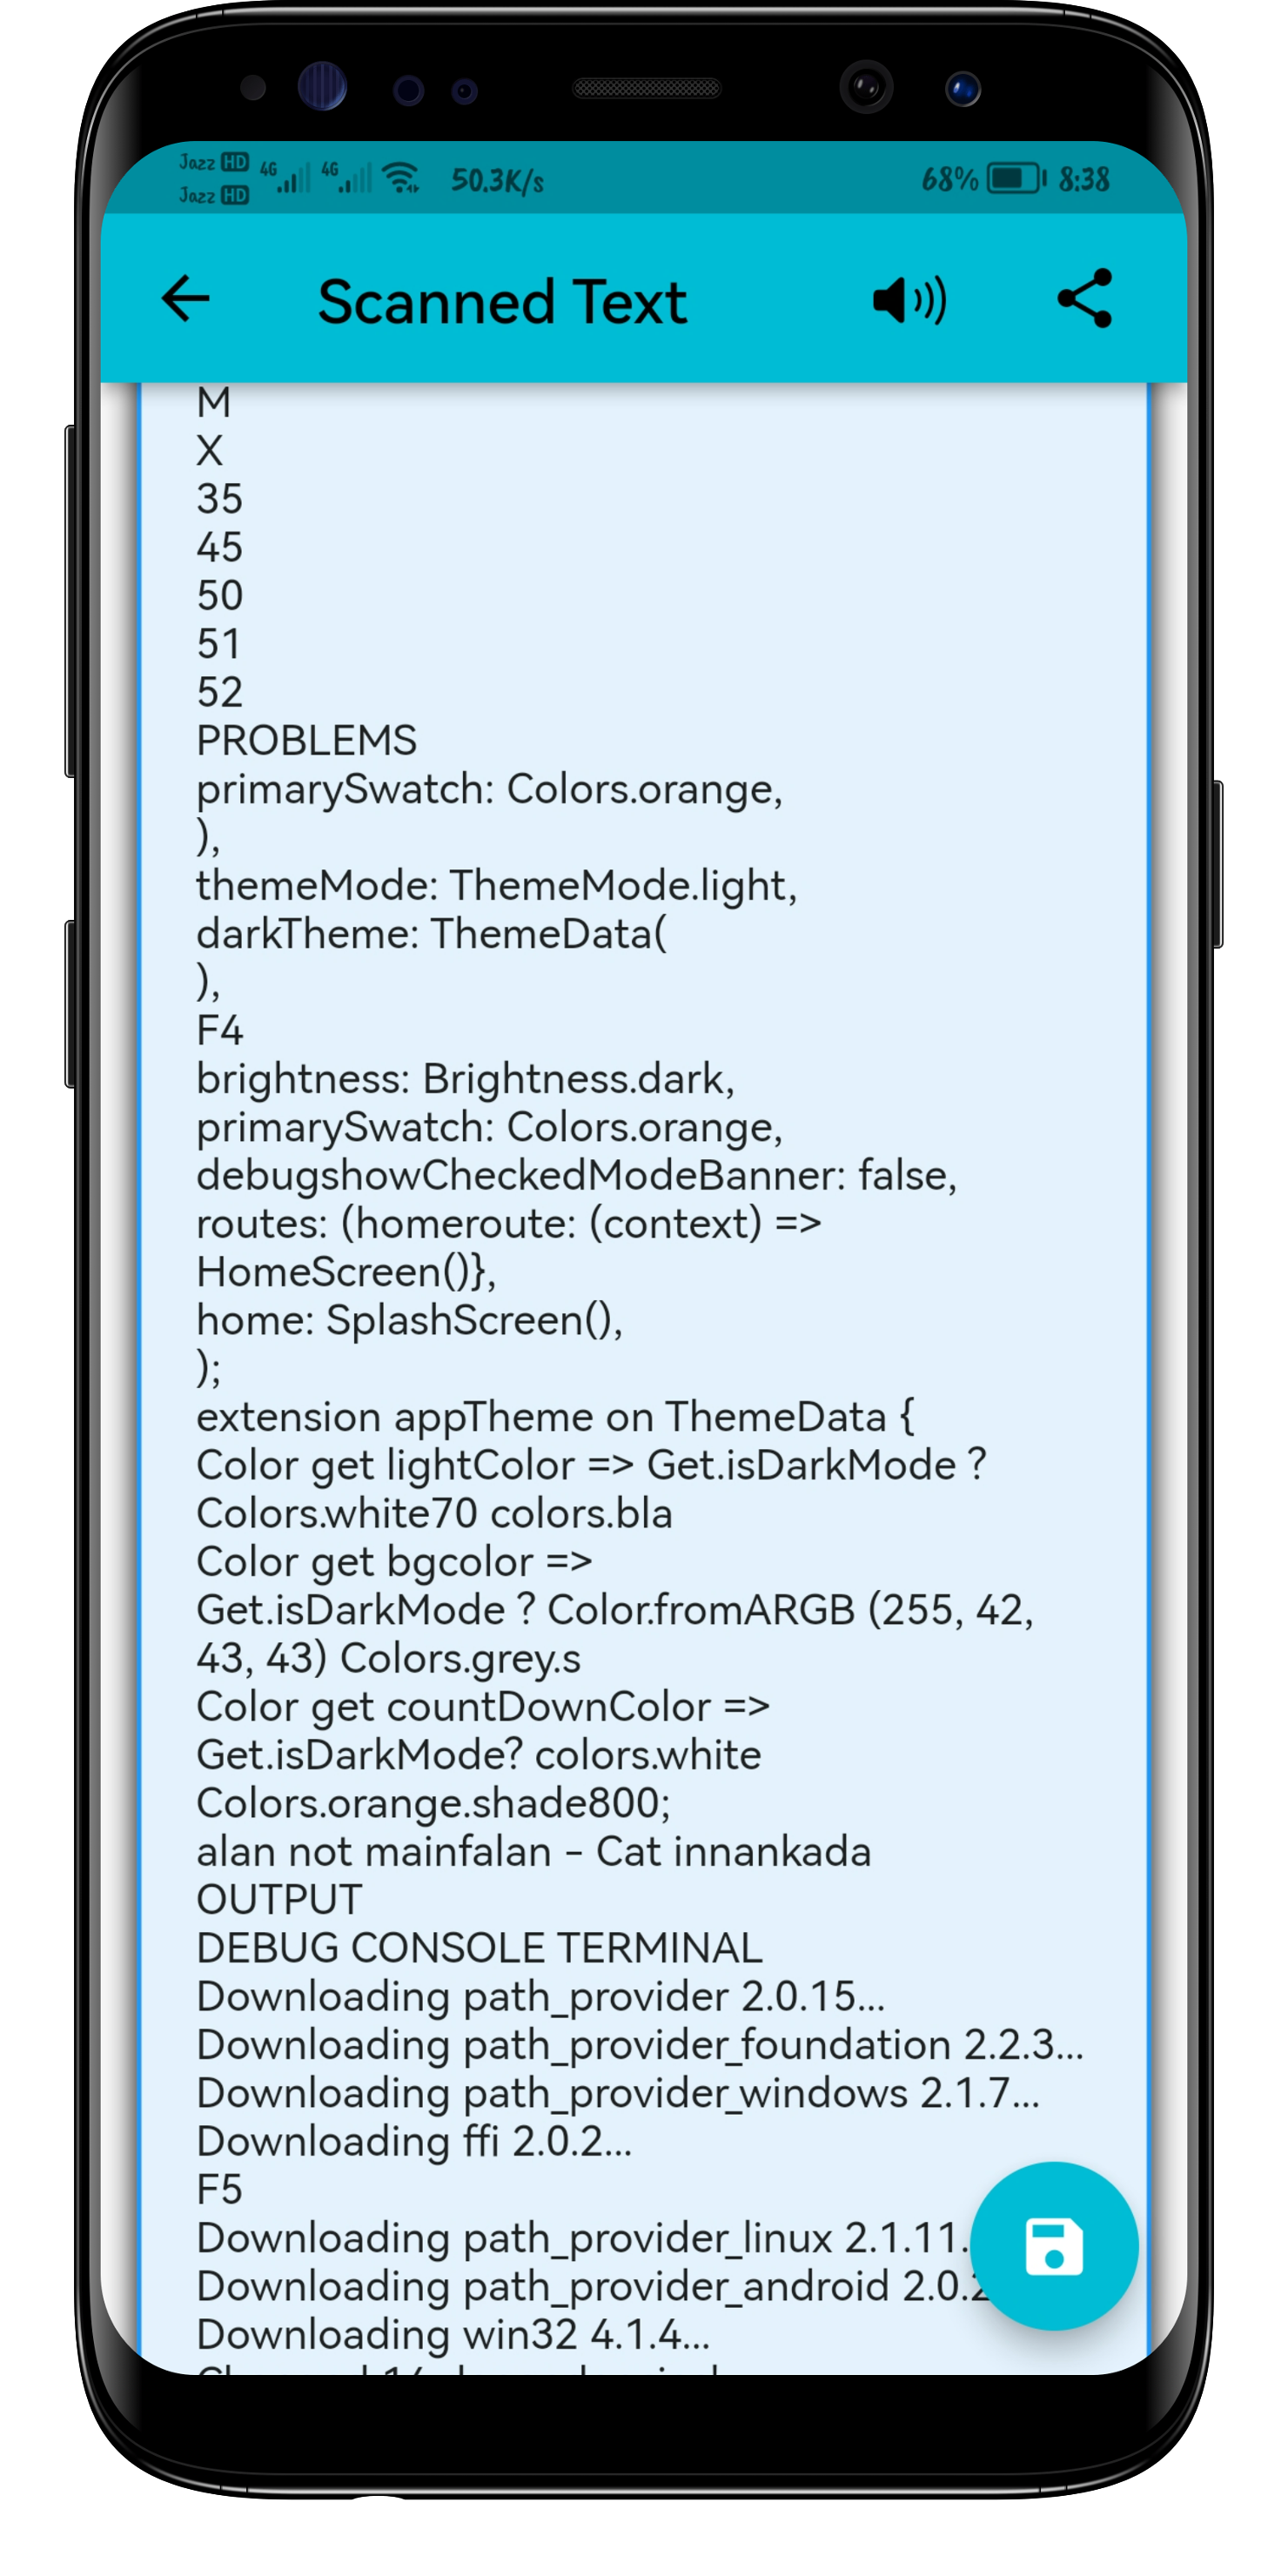 Jazz HD 4G 4G 50.3K/s 68% 8:38
Jazz HD
Scanned Text
M
X
35
45
50
51
52
PROBLEMS
primarySwatch: Colors.orange,
),
themeMode: ThemeMode.light,
darkTheme: ThemeData(
),
F4
brightness: Brightness.dark,
primarySwatch: Colors.orange,
debugshowCheckedModeBanner: false,
routes: (homeroute: (context) =>
HomeScreen()},
home: SplashScreen(),
);
extension appTheme on ThemeData {
Color get lightColor => Get.isDarkMode ?
Colors.white70 colors.bla
Color get bgcolor =>
Get.isDarkMode ? Color.fromARGB (255, 42,
43, 43) Colors.grey.s
Color get countDownColor =>
Get.isDarkMode? colors.white
Colors.orange.shade800;
alan not mainfalan - Cat innankada
OUTPUT
DEBUG CONSOLE TERMINAL
Downloading path_provider 2.0.15...
Downloading path_provider_foundation 2.2.3...
Downloading path_provider_windows 2.1.7...
Downloading ffi 2.0.2...
F5
Downloading path_provider_linux 2.1.11.
Downloading path_provider_android 2.0.2
Downloading win32 4.1.4...